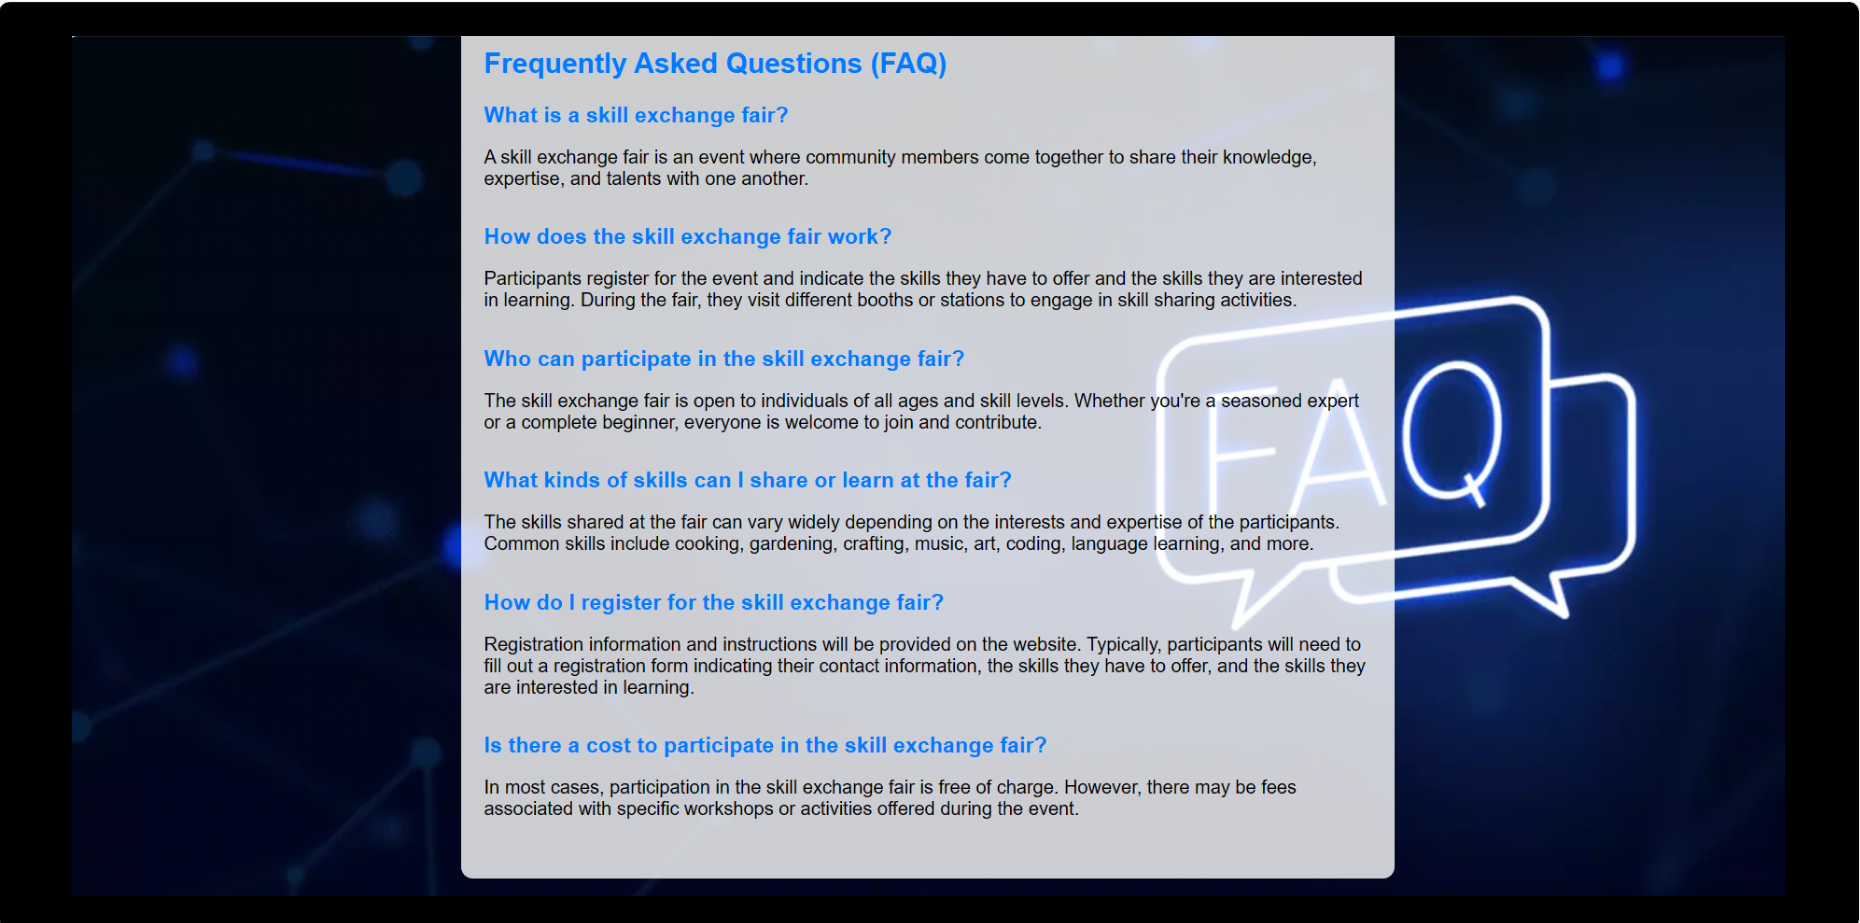 Frequently Asked Questions (FAQ)
What is a skill exchange fair?
A skill exchange fair is an event where community members come together to share their knowledge,
expertise, and talents with one another.
How does the skill exchange fair work?
Participants register for the event and indicate the skills they have to offer and the skills they are interested
in learning. During the fair, they visit different booths or stations to engage in skill sharing activities.
Who can participate in the skill exchange fair?
The skill exchange fair is open to individuals of all ages and skill levels. Whether you're a seasoned expert
or a complete beginner, everyone is welcome to join and contribute.
What kinds of skills can I share or learn at the fair?
The skills shared at the fair can vary widely depending on the interests and expertise of the participants.
Common skills include cooking, gardening, crafting, music, art, coding, language learning, and more.
How do I register for the skill exchange fair?
Registration information and instructions will be provided on the website. Typically, participants will need to
fill out a registration form indicating their contact information, the skills they have to offer, and the skills they
are interested in learning.
Is there a cost to participate in the skill exchange fair?
In most cases, participation in the skill exchange fair is free of charge. However, there may be fees
associated with specific workshops or activities offered during the event.
FAQ